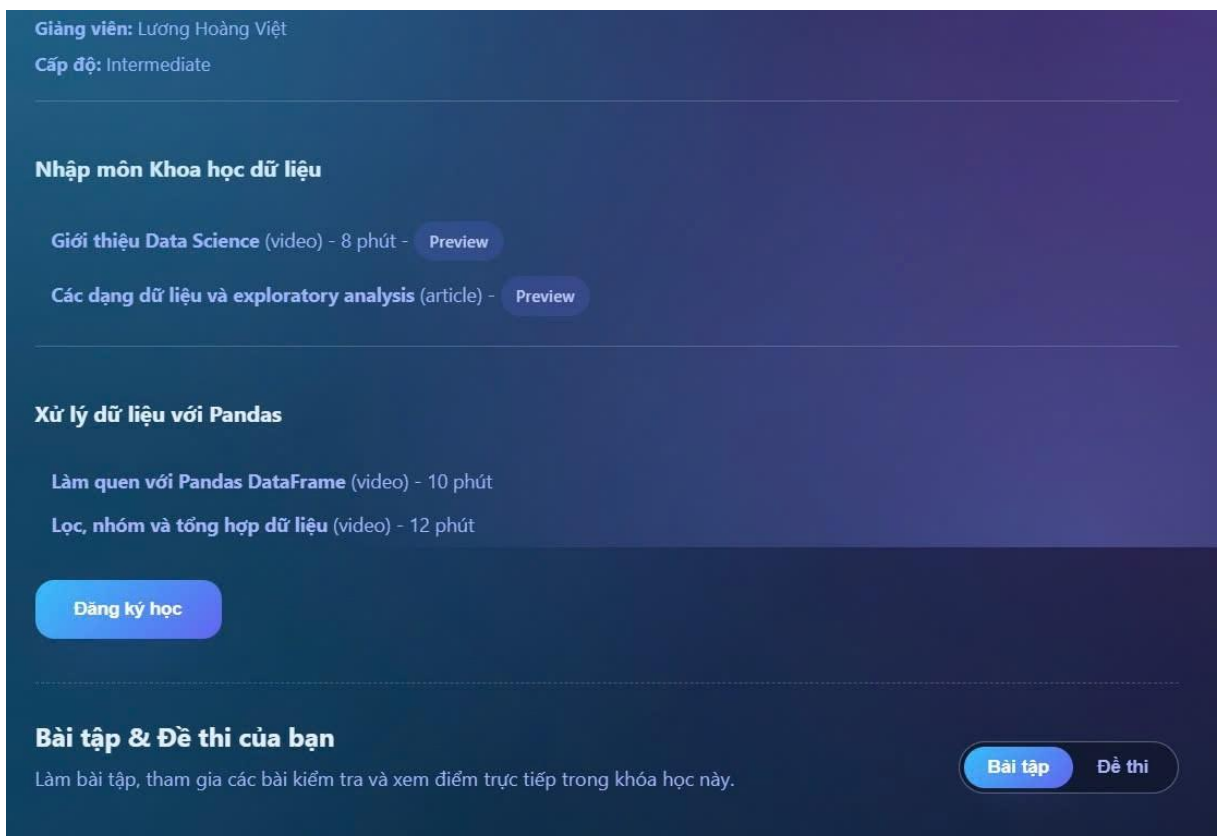 Giảng viên: Lương Hoàng Việt
Cấp độ: Intermediate
Nhập môn Khoa học dữ liệu
Giới thiệu Data Science (video) - 8 phút - Preview
Các dạng dữ liệu và exploratory analysis (article) - Preview
Xử lý dữ liệu với Pandas
Làm quen với Pandas DataFrame (video) - 10 phút
Lọc, nhóm và tổng hợp dữ liệu (video) - 12 phút
Đăng ký học
Bài tập & Đề thi của bạn
Làm bài tập, tham gia các bài kiểm tra và xem điểm trực tiếp trong khóa học này.
Bài tập Đề thi